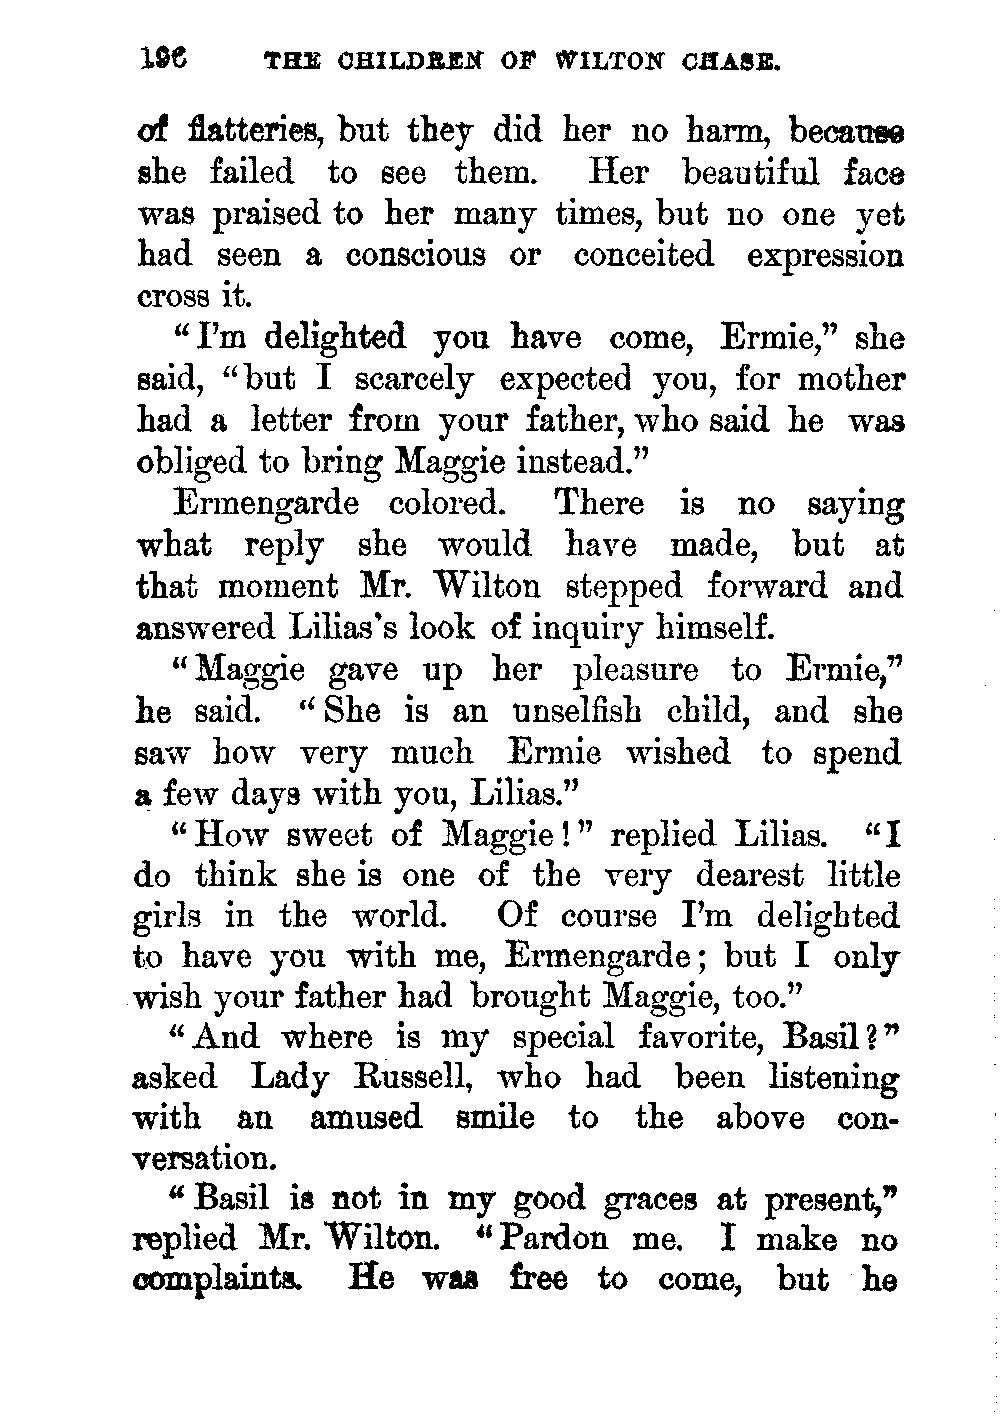 196 THE CHILDREN OF WILTON CHASE.
of flatteries, but they did her no harm, because
she failed to see them. Her beautiful face
was praised to her many times, but no one yet
had seen a conscious or conceited expression
cross it.
“I’m delighted you have come, Ermie,” she
said, “but I scarcely expected you, for mother
had a letter from your father, who said he was
obliged to bring Maggie instead.”
Ermengarde colored. There is no saying
what reply she would have made, but at
that moment Mr. Wilton stepped forward and
answered Lilias’s look of inquiry himself.
“Maggie gave up her pleasure to Ermie,”
he said. “She is an unselfish child, and she
saw how very much Ermie wished to spend
a few days with you, Lilias.”
“How sweet of Maggie!” replied Lilias. “I
do think she is one of the very dearest little
girls in the world. Of course I’m delighted
to have you with me, Ermengarde; but I only
wish your father had brought Maggie, too.”
“And where is my special favorite, Basil?”
asked Lady Russell, who had been listening
with an amused smile to the above con-
versation.
“Basil is not in my good graces at present,”
replied Mr. Wilton. “Pardon me. I make no
complaints. He was free to come, but he